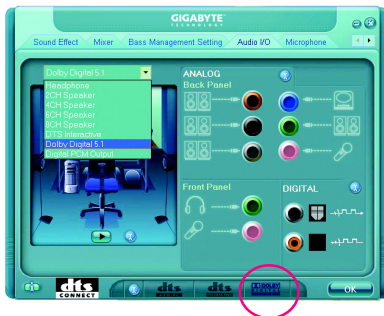 GIGABYTE
Sound Effect Mixer Bass Management Setting Audio I/O Microphone
Dolby Digital 5.1
Headphone
2CH Speaker
4CH Speaker
6CH Speaker
8CH Speaker
DTS Interactive
Dolby Digital 5.1
Digital PCM Output
ANALOG
Back Panel
Front Panel
DIGITAL
dts
CONNECT
dts
dts
DOLBY
DIGITAL
OK